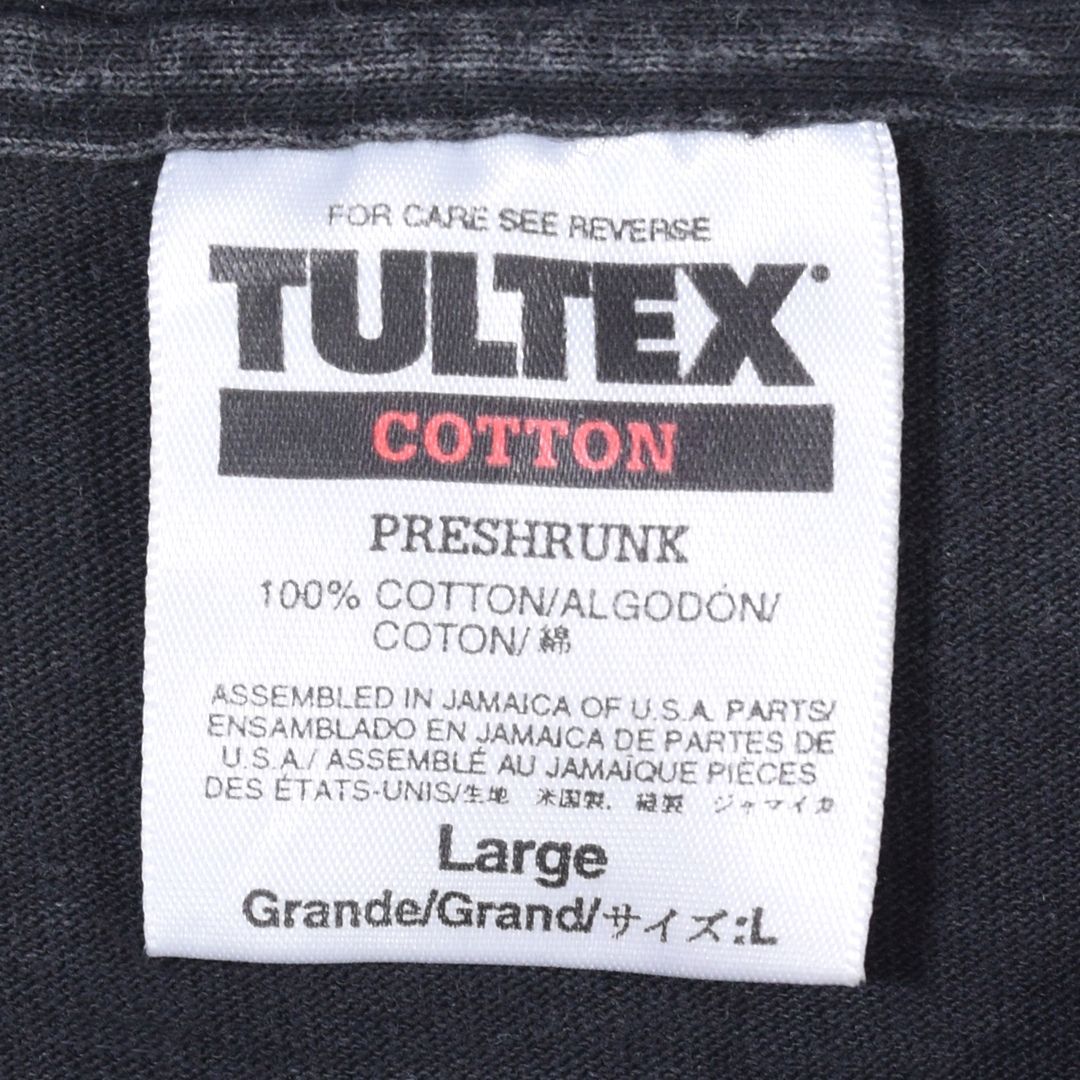 FOR CARE SEE REVERSE
TULTEX
COTTON
PRESHRUNK
100% COTTON/ALGODÓN/
COTON/綿
ASSEMBLED IN JAMAICA OF U.S.A. PARTS/
ENSAMBLADO EN JAMAICA DE PARTES DE
U.S.A./ ASSEMBLÉ AU JAMAÏQUE PIÈCES
DES ÉTATS-UNIS/生地 米国製, 縫製 ジャマイカ
Large
Grande/Grand/サイズ:L